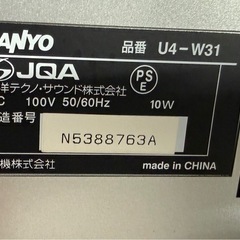 ANYO 品番 U4-W31
JQA
PS
E
洋テクノ・サウンド株式会社
C 100V 50/60Hz 10W
造番号
N5388763A
機株式会社 made in CHINA